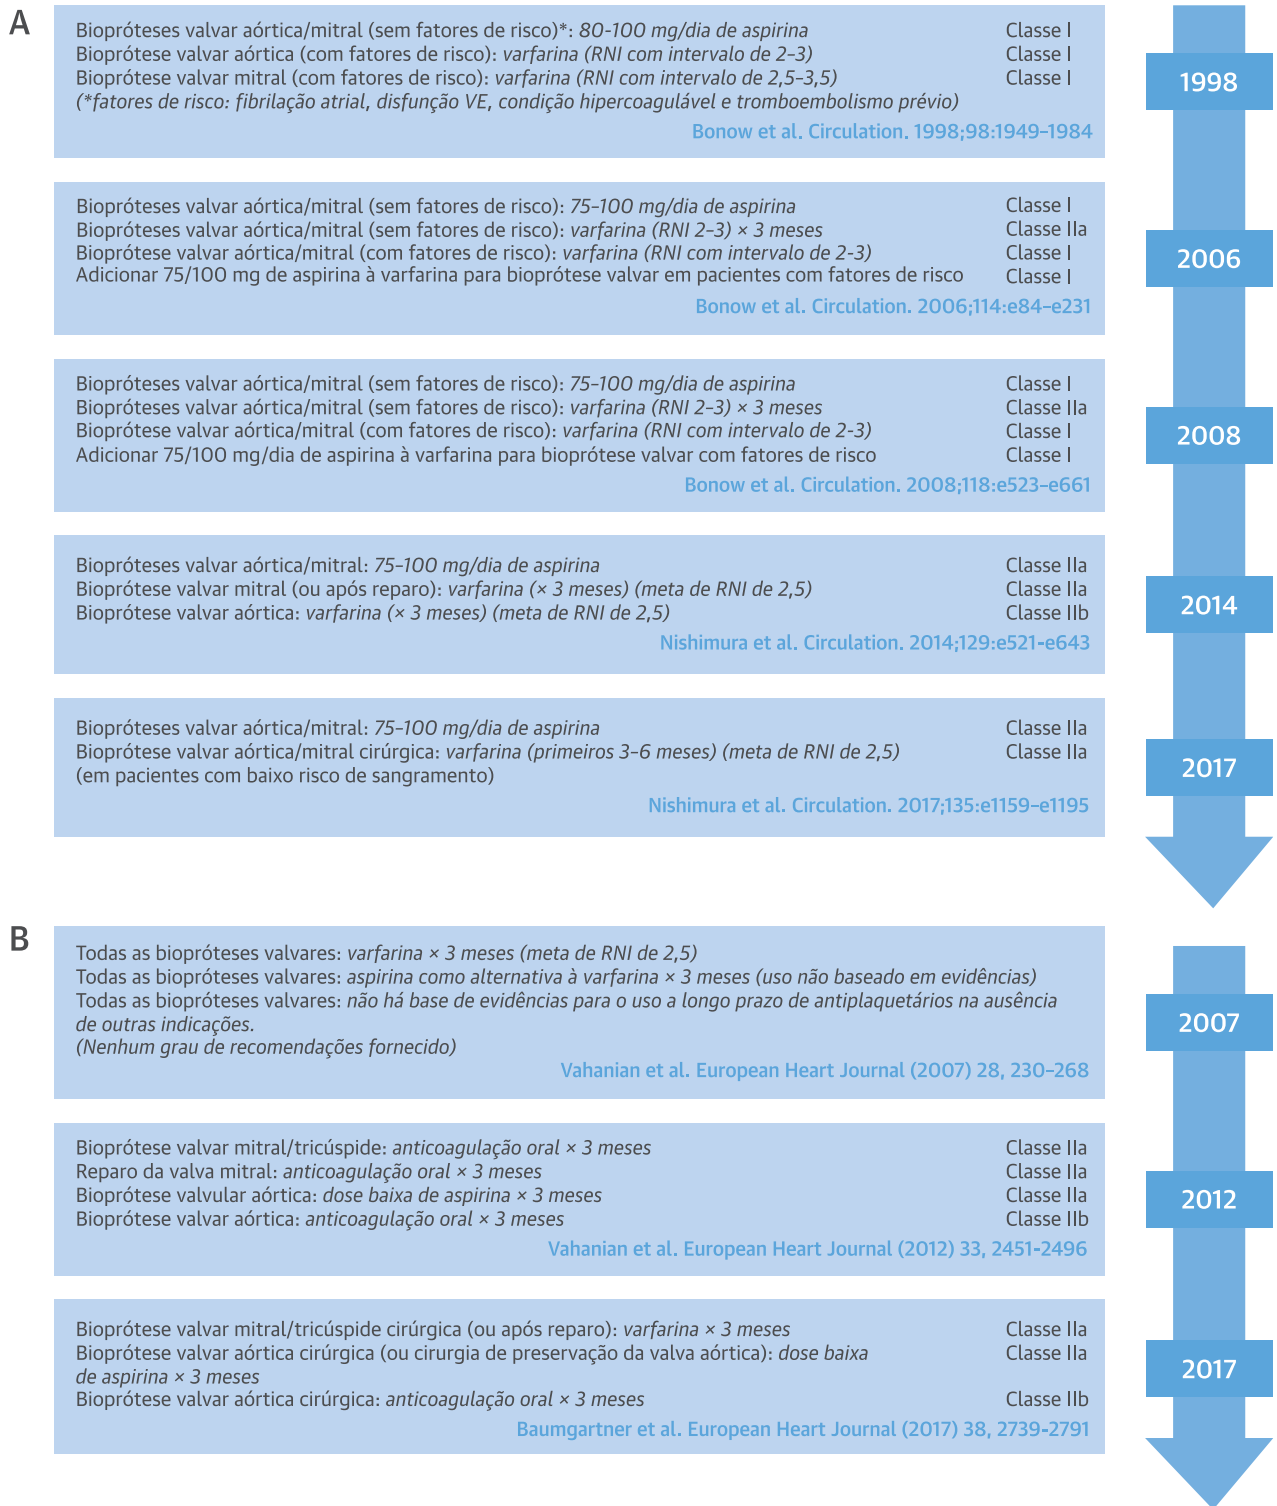 A
Biopróteses valvar aórtica/mitral (sem fatores de risco)*: 80-100 mg/dia de aspirina Classe I
Bioprótese valvar aórtica (com fatores de risco): varfarina (RNI com intervalo de 2-3) Classe I
Bioprótese valvar mitral (com fatores de risco): varfarina (RNI com intervalo de 2,5-3,5) Classe I
(*fatores de risco: fibrilação atrial, disfunção VE, condição hipercoagulável e tromboembolismo prévio)
Bonow et al. Circulation. 1998;98:1949–1984
1998
Biopróteses valvar aórtica/mitral (sem fatores de risco): 75-100 mg/dia de aspirina Classe I
Biopróteses valvar aórtica/mitral (sem fatores de risco): varfarina (RNI 2-3) × 3 meses Classe IIa
Bioprótese valvar aórtica/mitral (com fatores de risco): varfarina (RNI com intervalo de 2-3) Classe I
Adicionar 75/100 mg de aspirina à varfarina para bioprótese valvar em pacientes com fatores de risco Classe I
Bonow et al. Circulation. 2006;114:e84–e231
2006
Biopróteses valvar aórtica/mitral (sem fatores de risco): 75-100 mg/dia de aspirina Classe I
Biopróteses valvar aórtica/mitral (sem fatores de risco): varfarina (RNI 2-3) × 3 meses Classe IIa
Bioprótese valvar aórtica/mitral (com fatores de risco): varfarina (RNI com intervalo de 2-3) Classe I
Adicionar 75/100 mg/dia de aspirina à varfarina para bioprótese valvar com fatores de risco Classe I
Bonow et al. Circulation. 2008;118:e523–e661
2008
Biopróteses valvar aórtica/mitral: 75-100 mg/dia de aspirina Classe IIa
Bioprótese valvar mitral (ou após reparo): varfarina (× 3 meses) (meta de RNI de 2,5) Classe IIa
Bioprótese valvar aórtica: varfarina (× 3 meses) (meta de RNI de 2,5) Classe IIb
Nishimura et al. Circulation. 2014;129:e521-e643
2014
Biopróteses valvar aórtica/mitral: 75-100 mg/dia de aspirina Classe IIa
Bioprótese valvar aórtica/mitral cirúrgica: varfarina (primeiros 3-6 meses) (meta de RNI de 2,5) Classe IIa
(em pacientes com baixo risco de sangramento)
Nishimura et al. Circulation. 2017;135:e1159–e1195
2017
B
Todas as biopróteses valvares: varfarina × 3 meses (meta de RNI de 2,5)
Todas as biopróteses valvares: aspirina como alternativa à varfarina × 3 meses (uso não baseado em evidências)
Todas as biopróteses valvares: não há base de evidências para o uso a longo prazo de antiplaquetários na ausência
de outras indicações.
(Nenhum grau de recomendações fornecido)
Vahanian et al. European Heart Journal (2007) 28, 230–268
2007
Bioprótese valvar mitral/tricúspide: anticoagulação oral × 3 meses Classe IIa
Reparo da valva mitral: anticoagulação oral × 3 meses Classe IIa
Bioprótese valvular aórtica: dose baixa de aspirina × 3 meses Classe IIa
Bioprótese valvar aórtica: anticoagulação oral × 3 meses Classe IIb
Vahanian et al. European Heart Journal (2012) 33, 2451-2496
2012
Bioprótese valvar mitral/tricúspide cirúrgica (ou após reparo): varfarina × 3 meses Classe IIa
Bioprótese valvar aórtica cirúrgica (ou cirurgia de preservação da valva aórtica): dose baixa Classe IIa
de aspirina × 3 meses
Bioprótese valvar aórtica cirúrgica: anticoagulação oral × 3 meses Classe IIb
Baumgartner et al. European Heart Journal (2017) 38, 2739-2791
2017